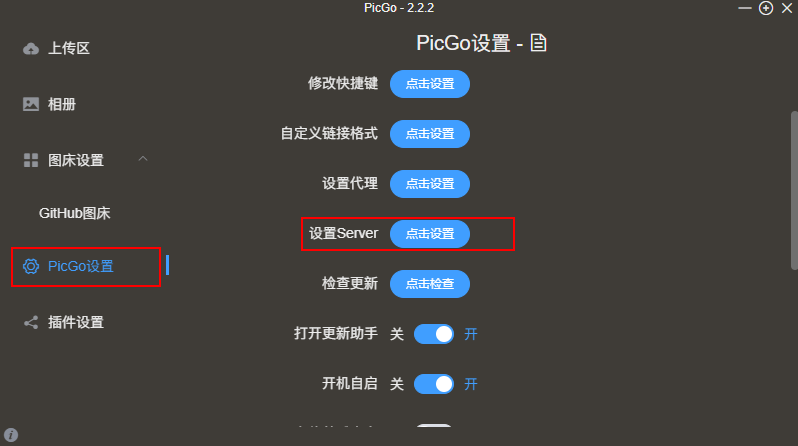 PicGo - 2.2.2
上传区
相册
图床设置
GitHub图床
PicGo设置
插件设置
PicGo设置 -
修改快捷键 点击设置
自定义链接格式 点击设置
设置代理 点击设置
设置Server 点击设置
检查更新 点击检查
打开更新助手 关 开
开机自启 关 开